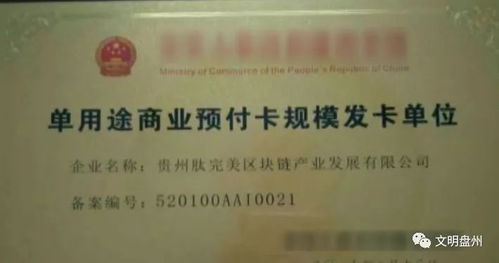 Ministry of Commerce of the People's Republic of China
单用途商业预付卡规模发卡单位
企业名称：贵州肽完美区块链产业发展有限公司
备案编号：520100AAI0021
文明盘州